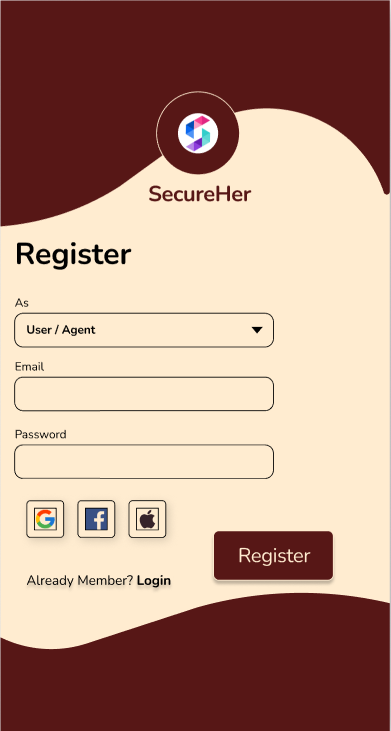 SecureHer
Register
As
User / Agent
Email
Password
Register
Already Member? Login